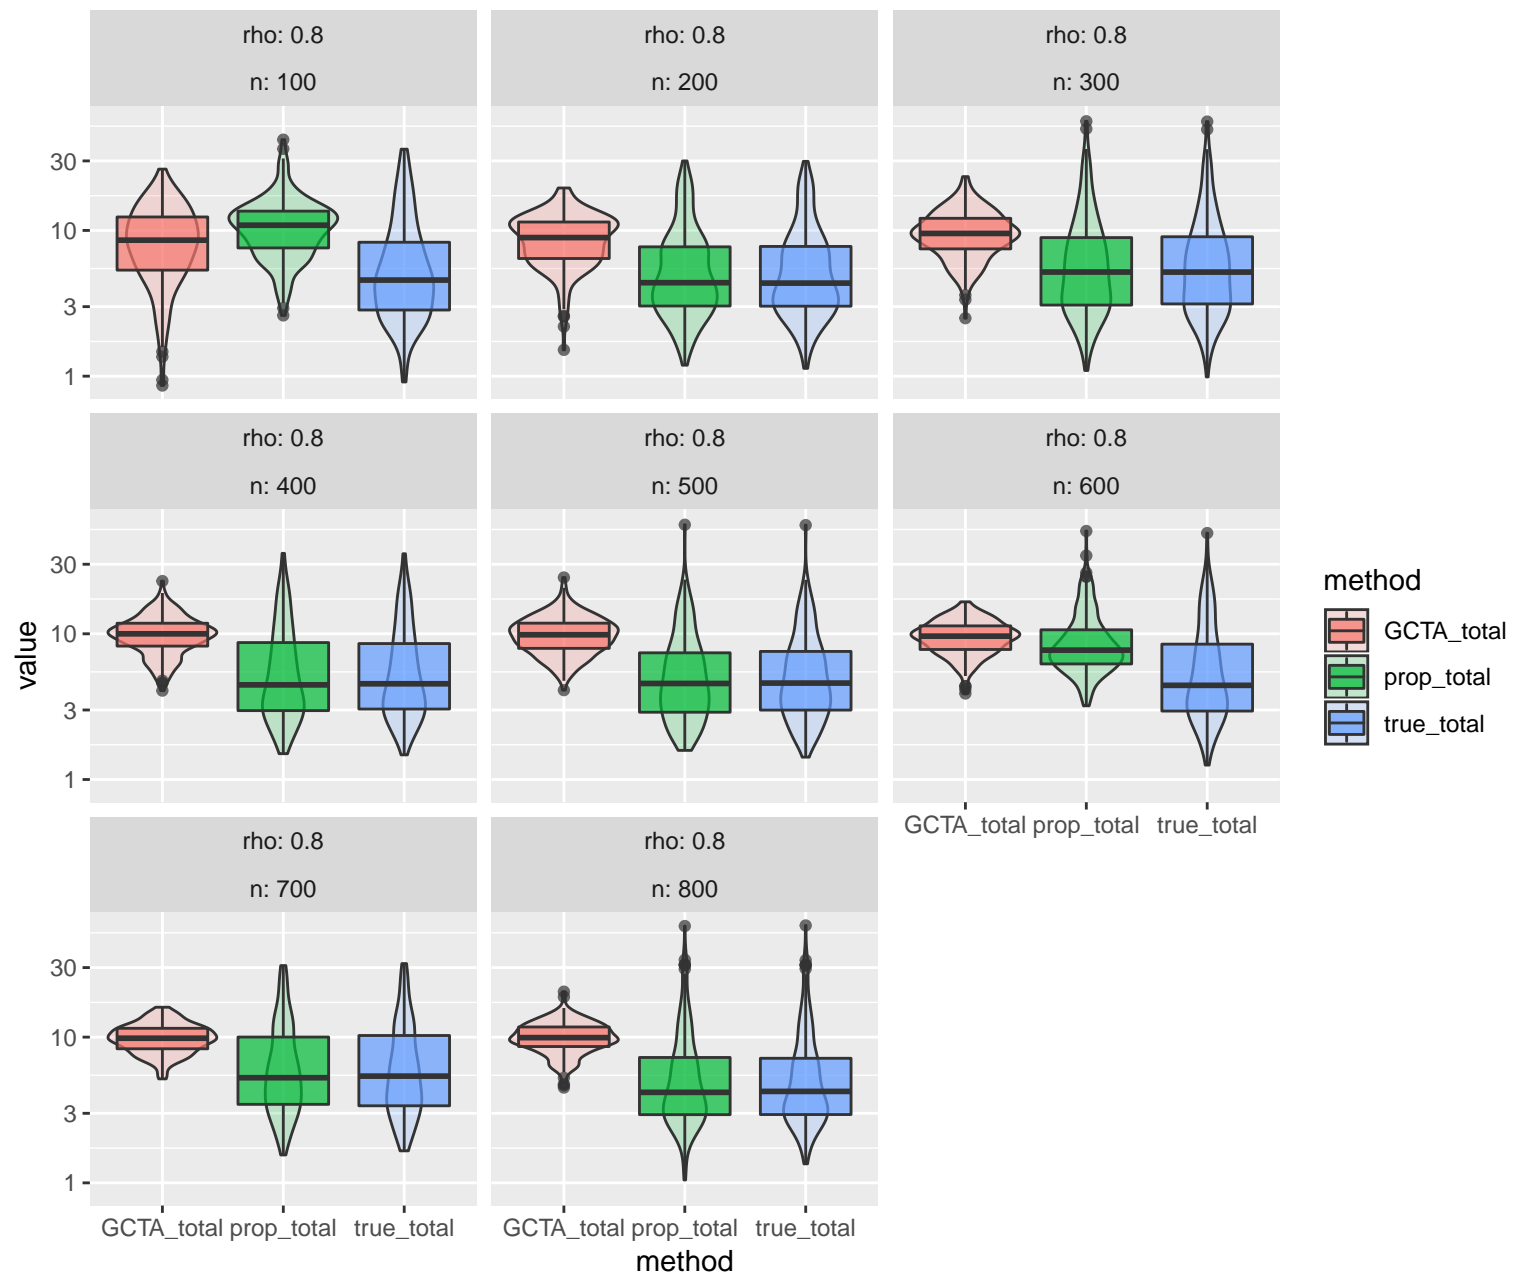 rho: 0.8
rho: 0.8
rho: 0.8
n: 100
n: 200
n: 300
30
10
3
1
rho: 0.8
rho: 0.8
rho: 0.8
n: 400
n: 500
n: 600
30
10
3
1
value
GCTA_total prop_total true_total
rho: 0.8
rho: 0.8
n: 700
n: 800
30
10
3
1
GCTA_total prop_total true_total
GCTA_total prop_total true_total
method
method
GCTA_total
prop_total
true_total